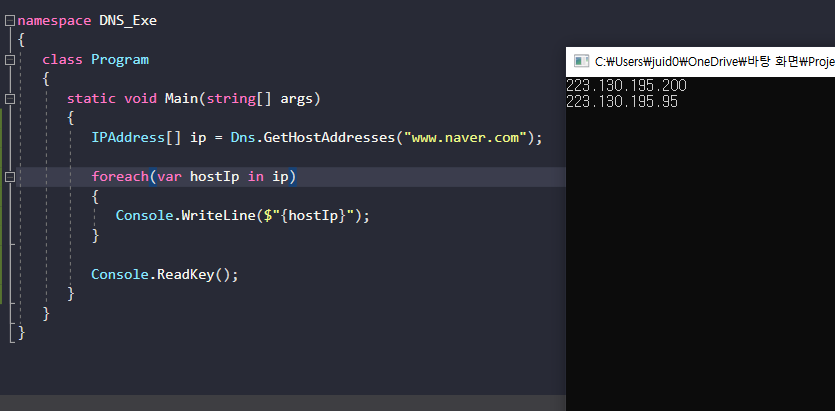 namespace DNS_Exe
{
class Program
{
static void Main(string[] args)
{
IPAddress[] ip = Dns.GetHostAddresses("www.naver.com");
foreach(var hostIp in ip)
{
Console.WriteLine($"{hostIp}");
}
Console.ReadKey();
}
}
}
C:₩Users₩juid0₩OneDrive₩바탕 화면₩Proje
223.130.195.200
223.130.195.95